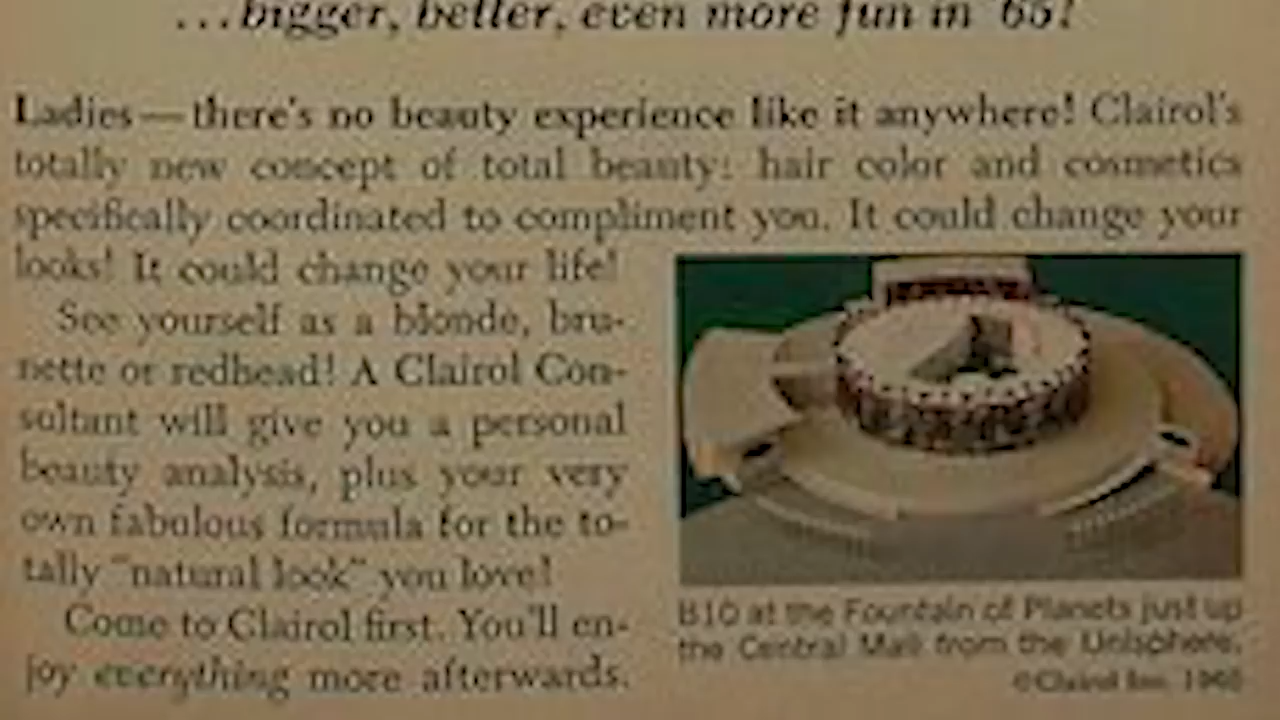 ...bigger, better, even more fun in '65!
Ladies—there's no beauty experience like it anywhere! Clairol's
totally new concept of total beauty: hair color and cosmetics
specifically coordinated to compliment you. It could change your
looks! It could change your life!
See yourself as a blonde, bru-
nette or redhead! A Clairol Con-
sultant will give you a personal
beauty analysis, plus your very
own fabulous formula for the to-
tally "natural look" you love!
Come to Clairol first. You'll en-
joy everything more afterwards.
B10 at the Fountain of Planets just up
the Central Mall from the Unisphere.
©Clairol Inc. 1965